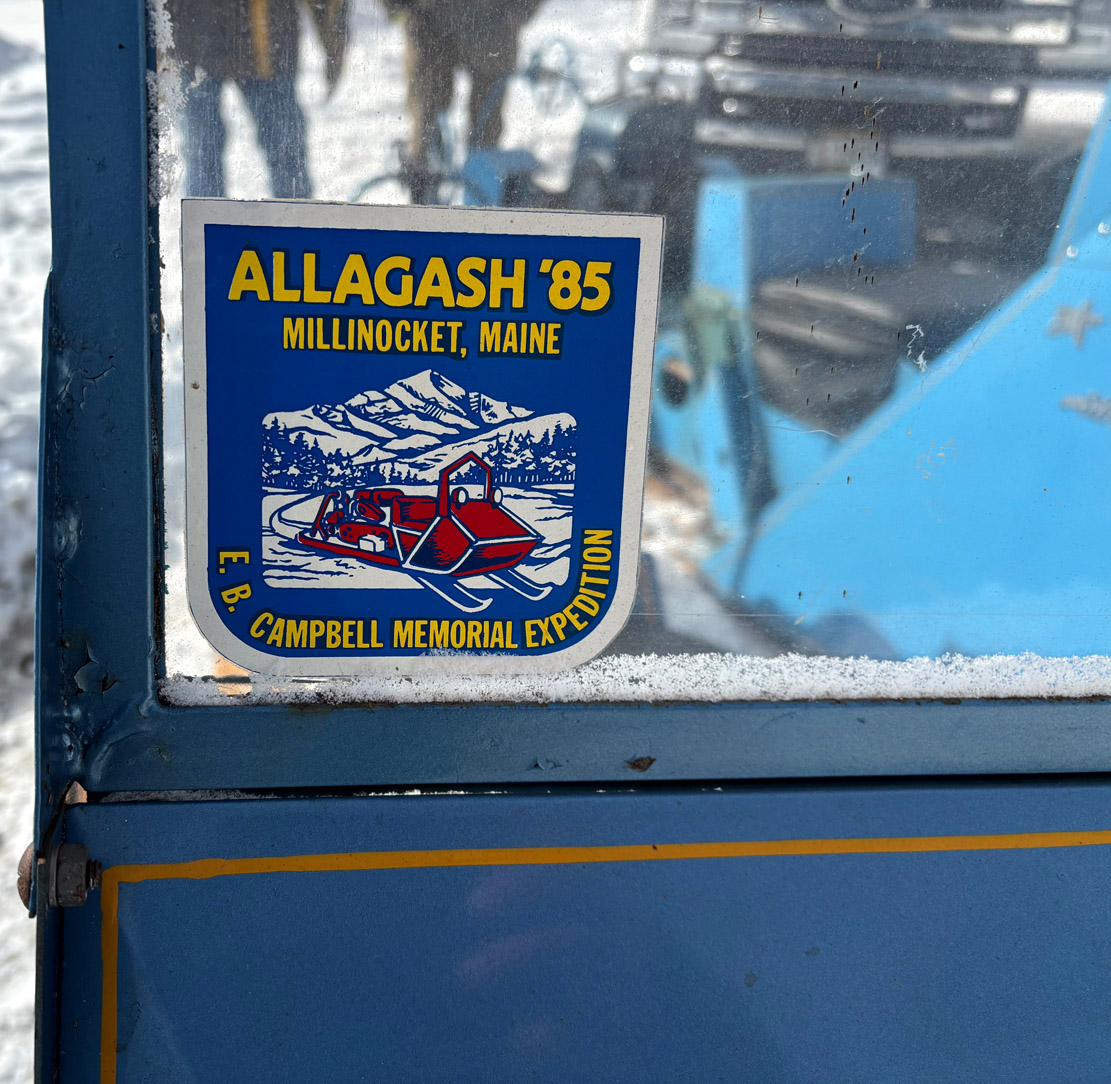 ALLAGASH '85
MILLINOCKET, MAINE
E. B. CAMPBELL MEMORIAL EXPEDITION